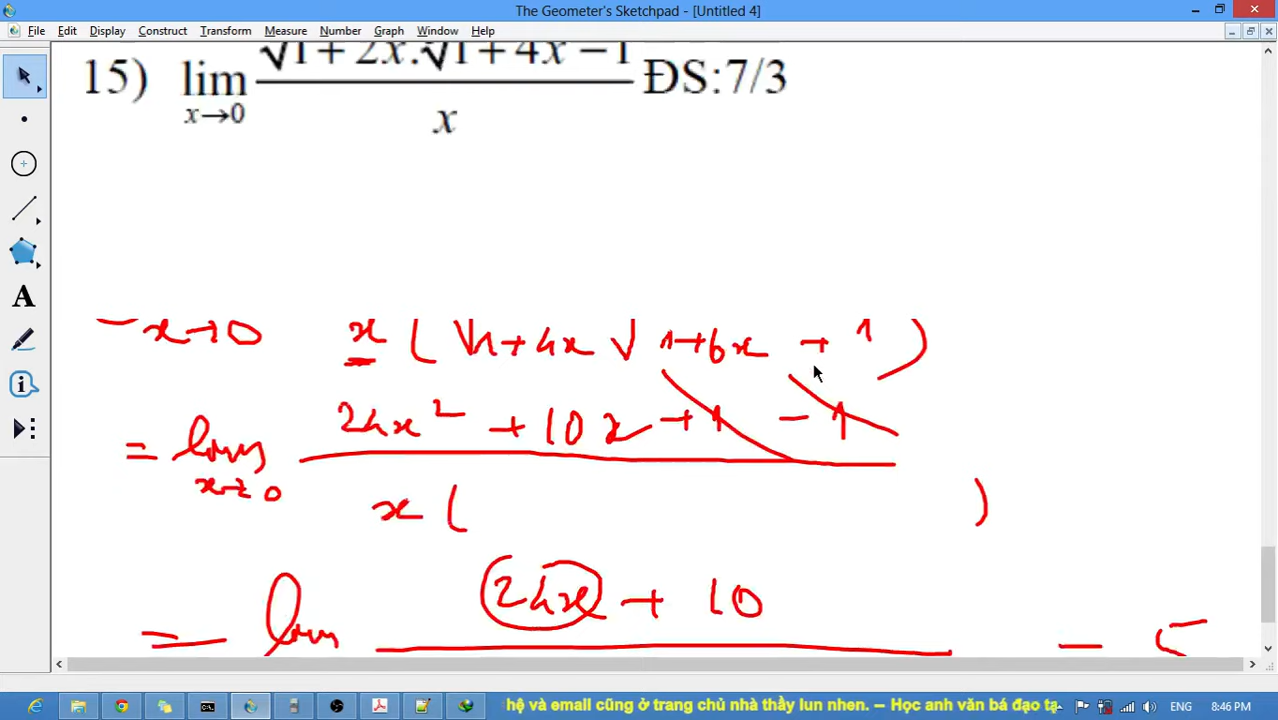 The Geometer's Sketchpad - [Untitled 4]
File Edit Display Construct Transform Measure Number Graph Window Help
15) lim x→0 √1+2x.∛1+4x −1 / x ĐS:7/3
x→0 x ( √1+4x √1+6x + 1 )
= lim x→0 24x² + 10x + 1 − 1 / x ( )
= lim 24x + 10 = 5
hệ và email cũng ở trang chủ nhà thầy lun nhen. -- Học anh văn bá đạo tạ
ENG 8:46 PM